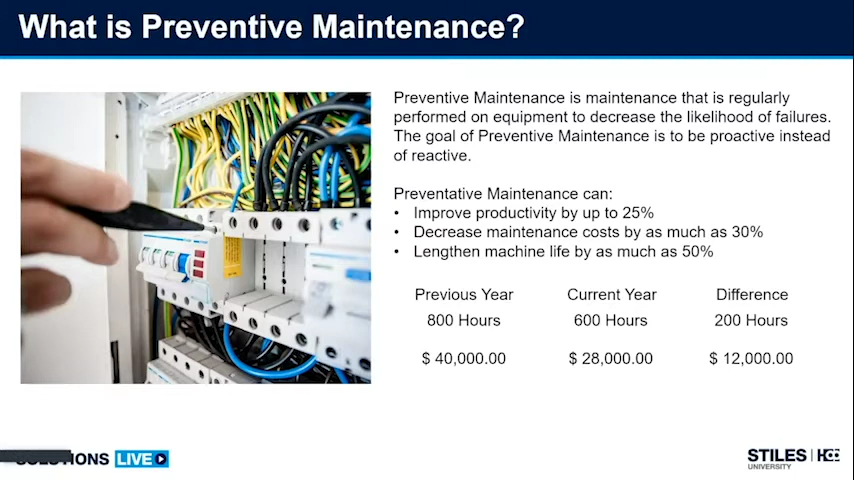 What is Preventive Maintenance?
Preventive Maintenance is maintenance that is regularly
performed on equipment to decrease the likelihood of failures.
The goal of Preventive Maintenance is to be proactive instead
of reactive.
Preventative Maintenance can:
• Improve productivity by up to 25%
• Decrease maintenance costs by as much as 30%
• Lengthen machine life by as much as 50%
Previous Year Current Year Difference
800 Hours 600 Hours 200 Hours
$ 40,000.00 $ 28,000.00 $ 12,000.00
SOLUTIONS LIVE
STILES
UNIVERSITY